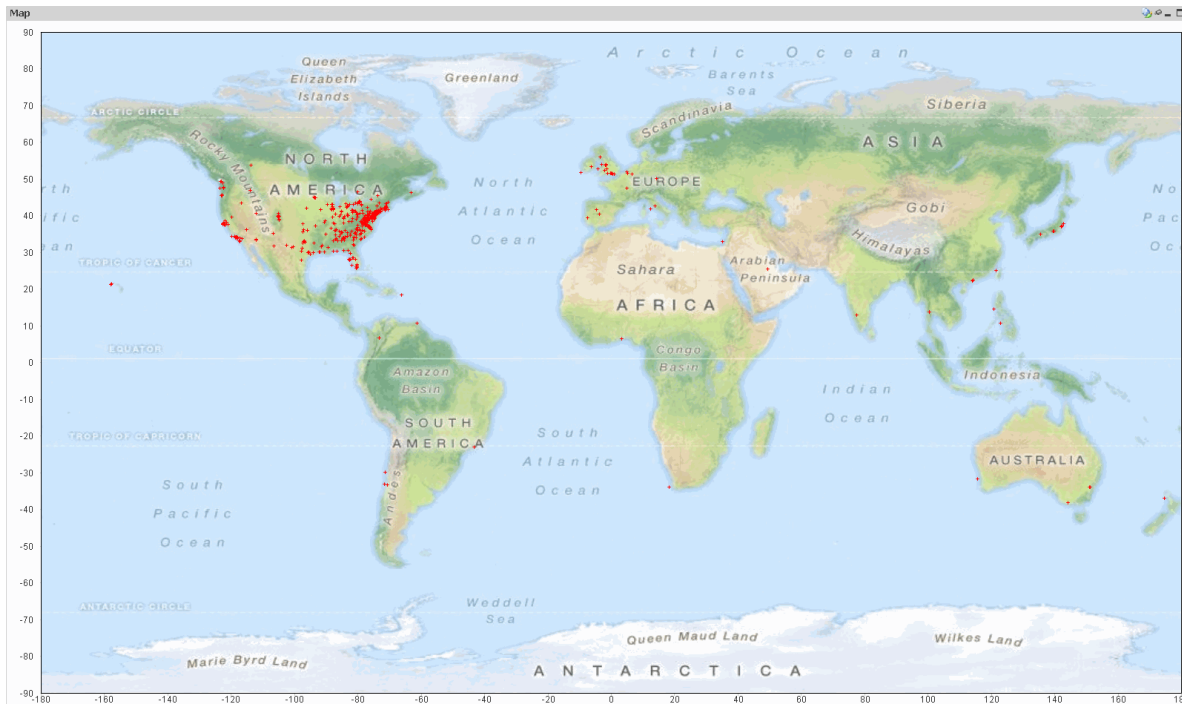 Map
90
80
70
60
50
40
30
20
10
0
-10
-20
-30
-40
-50
-60
-70
-80
-90
Arctic Ocean
Queen
Elizabeth
Islands
Greenland
Barents
Sea
ARCTIC CIRCLE
Scandinavia
Siberia
Rocky Mountains
NORTH
AMERICA
ASIA
EUROPE
North
Atlantic
Ocean
Gobi
Himalayas
TROPIC OF CANCER
Sahara
Arabian
Peninsula
AFRICA
EQUATOR
Congo
Basin
Amazon
Basin
Indonesia
Indian
Ocean
SOUTH
AMERICA
TROPIC OF CAPRICORN
South
Atlantic
Ocean
AUSTRALIA
Andes
South
Pacific
Ocean
ANTARCTIC CIRCLE
Weddell
Sea
Queen Maud Land
Wilkes Land
Marie Byrd Land
ANTARCTICA
-180 -160 -140 -120 -100 -80 -60 -40 -20 0 20 40 60 80 100 120 140 160